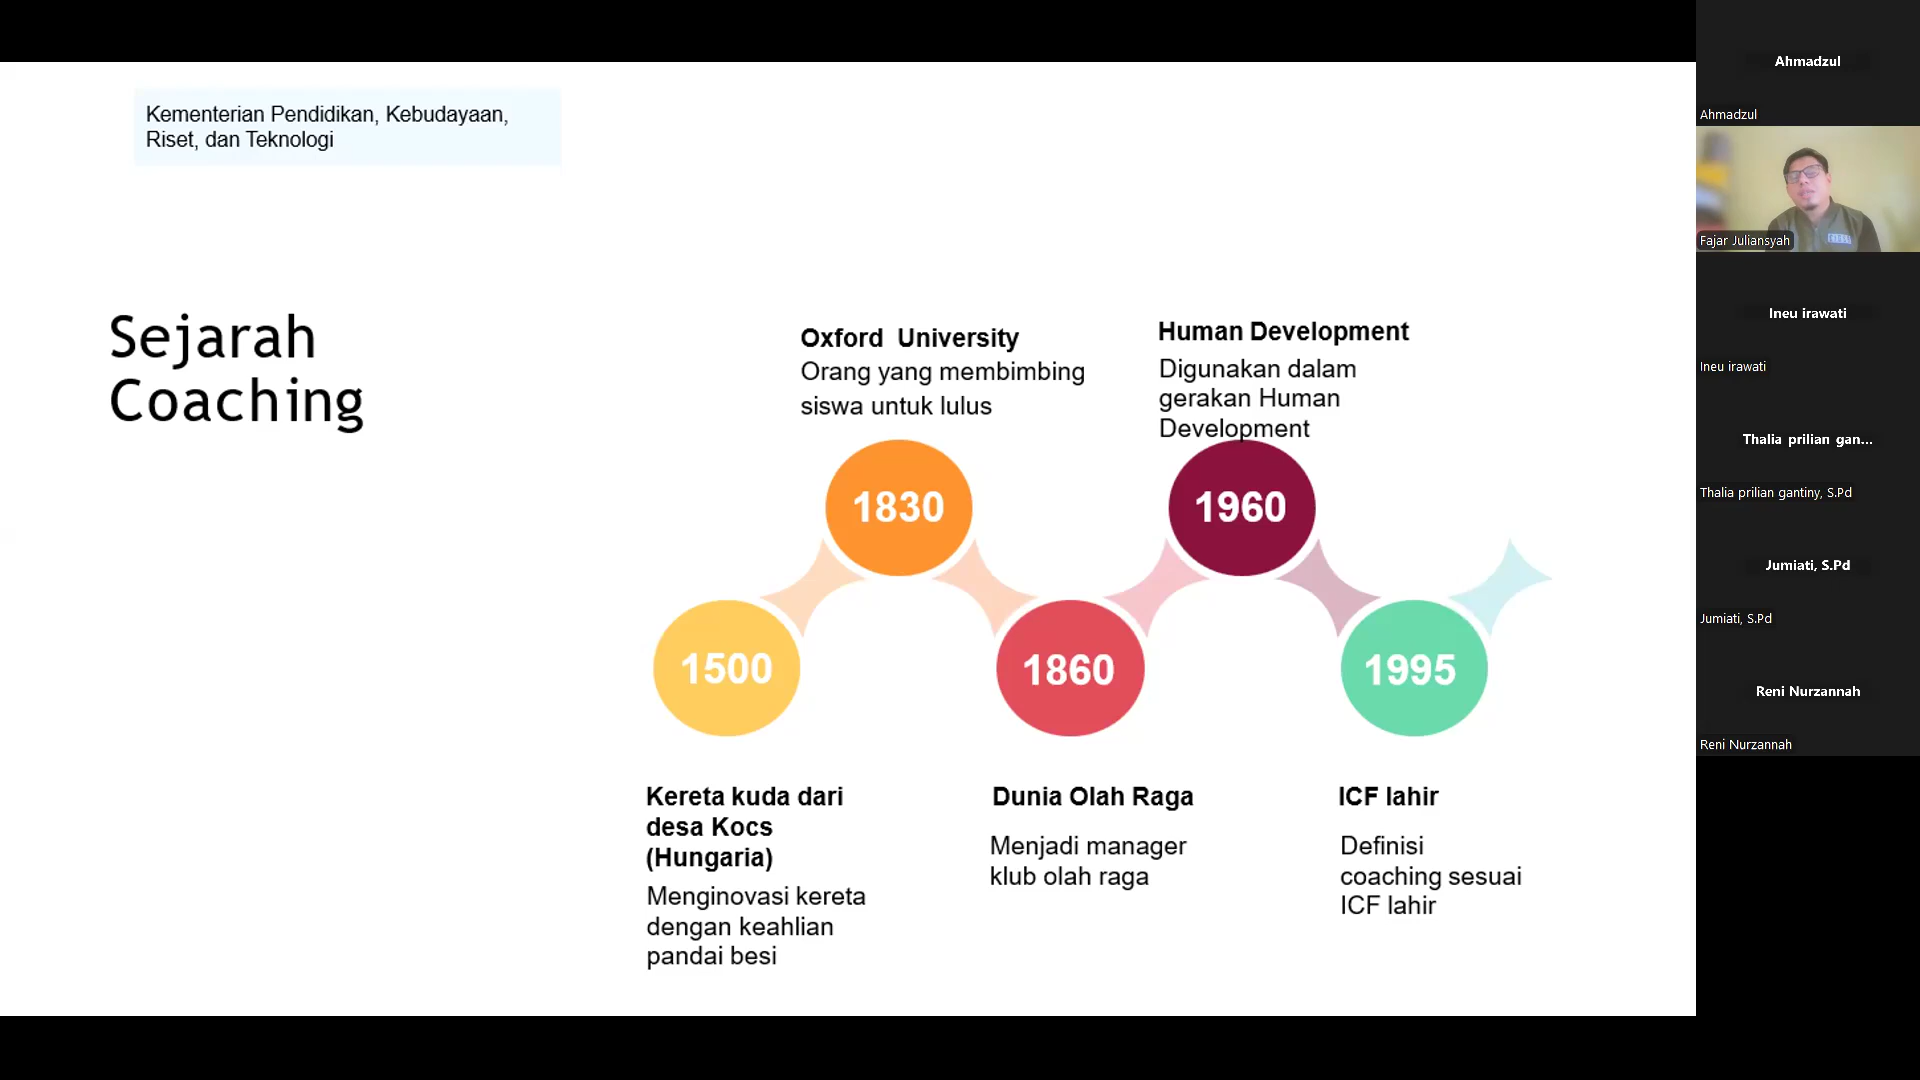 Kementerian Pendidikan, Kebudayaan,
Riset, dan Teknologi
Sejarah
Coaching
Oxford University
Orang yang membimbing
siswa untuk lulus
Human Development
Digunakan dalam
gerakan Human
Development
1830
1960
1500
1860
1995
Kereta kuda dari
desa Kocs
(Hungaria)
Menginovasi kereta
dengan keahlian
pandai besi
Dunia Olah Raga
Menjadi manager
klub olah raga
ICF lahir
Definisi
coaching sesuai
ICF lahir
Ahmadzul
Ahmadzul
Fajar Juliansyah
Ineu irawati
Ineu irawati
Thalia prilian gan...
Thalia prilian gantiny, S.Pd
Jumiati, S.Pd
Jumiati, S.Pd
Reni Nurzannah
Reni Nurzannah